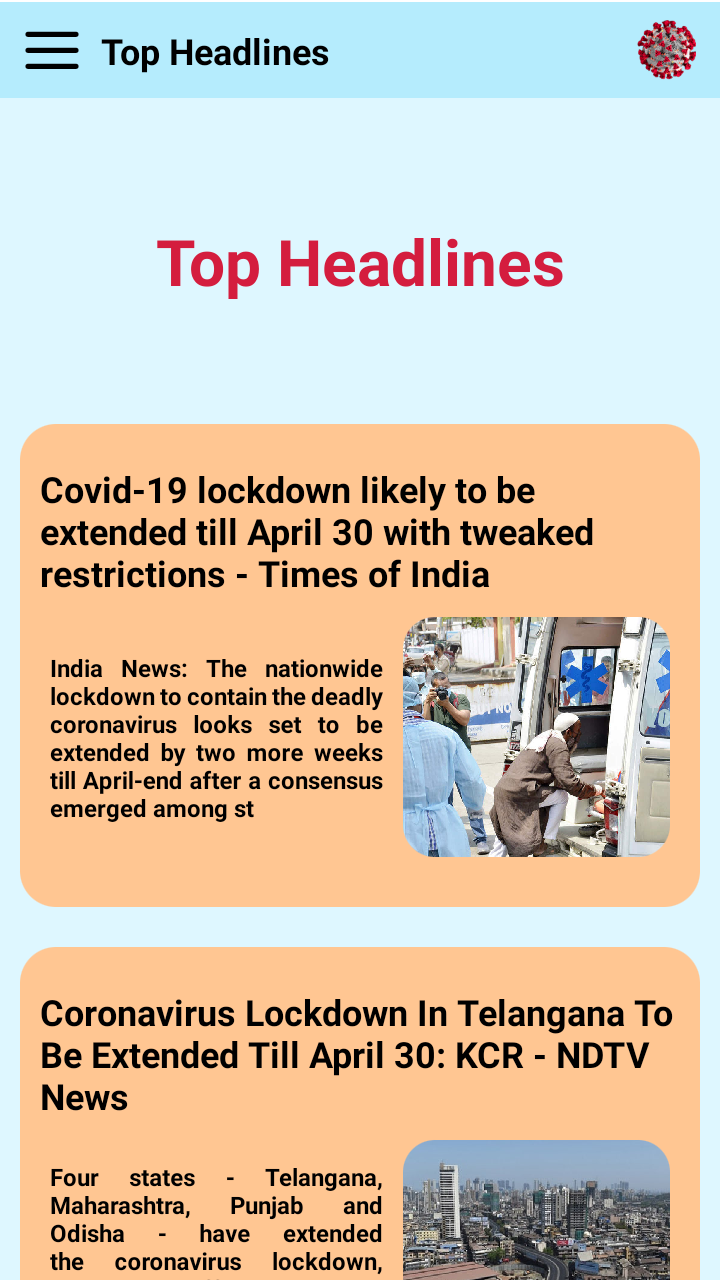 Top Headlines
Top Headlines
Covid-19 lockdown likely to be
extended till April 30 with tweaked
restrictions - Times of India
India News: The nationwide
lockdown to contain the deadly
coronavirus looks set to be
extended by two more weeks
till April-end after a consensus
emerged among st
Coronavirus Lockdown In Telangana To
Be Extended Till April 30: KCR - NDTV
News
Four states - Telangana,
Maharashtra, Punjab and
Odisha - have extended
the coronavirus lockdown,